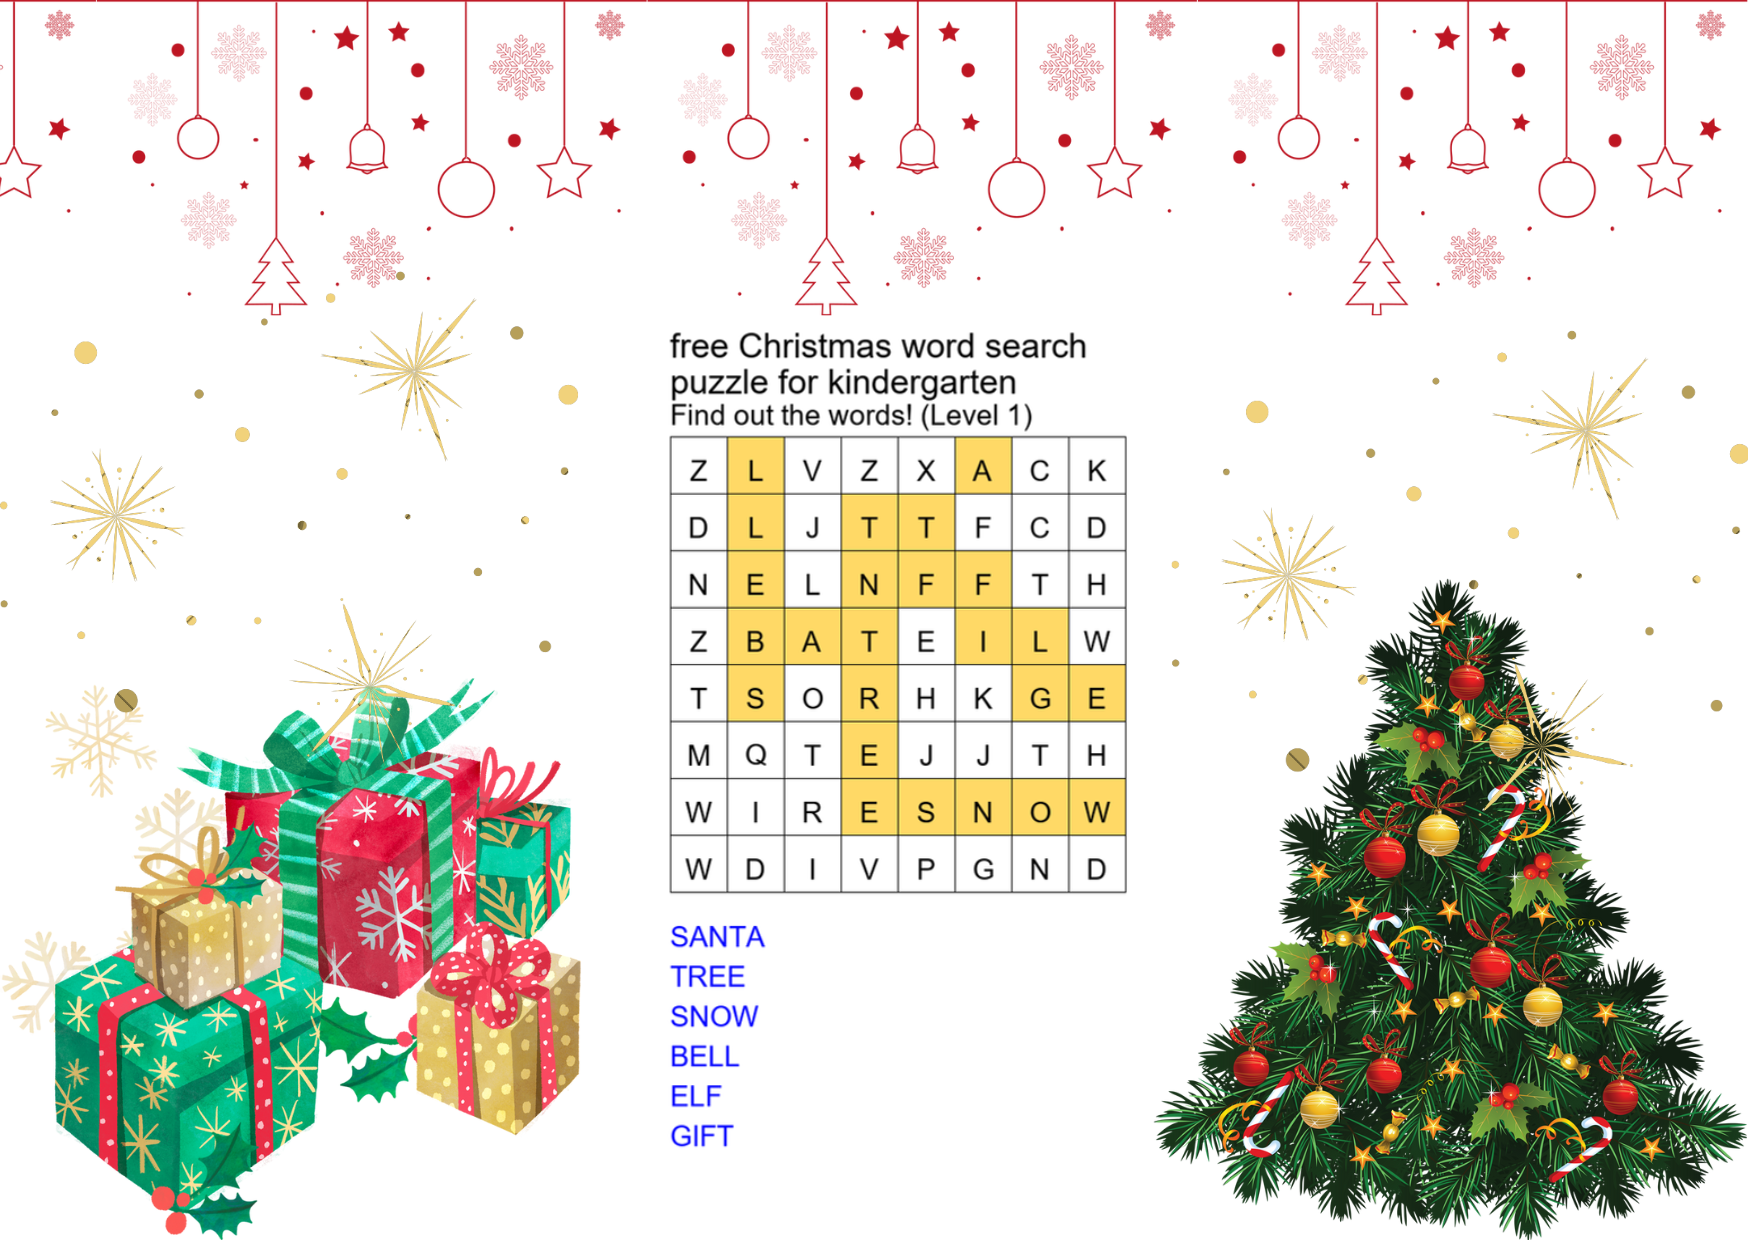 free Christmas word search
puzzle for kindergarten
Find out the words! (Level 1)
Z L V Z X A C K
D L J T T F C D
N E L N F F T H
Z B A T E I L W
T S O R H K G E
M Q T E J J T H
W I R E S N O W
W D I V P G N D
SANTA
TREE
SNOW
BELL
ELF
GIFT